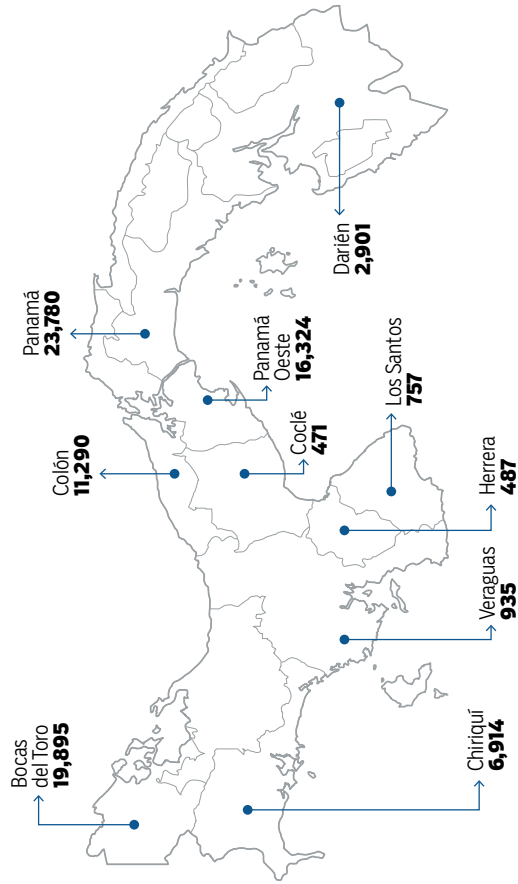 Bocas
del Toro
19,895
Colón
11,290
Panamá
23,780
Panamá
Oeste
16,324
Coclé
471
Darién
2,901
Chiriquí
6,914
Veraguas
935
Herrera
487
Los Santos
757